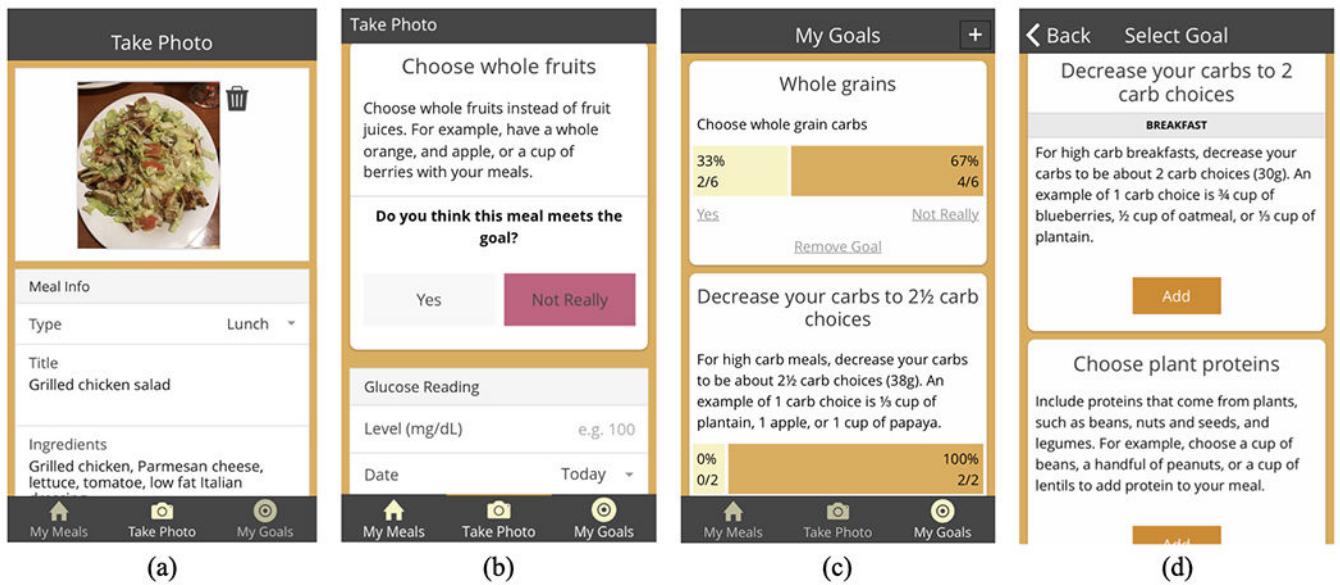 Take Photo
Meal Info
Type Lunch
Title
Grilled chicken salad
Ingredients
Grilled chicken, Parmesan cheese,
lettuce, tomatoe, low fat Italian
My Meals Take Photo My Goals
(a)
Take Photo
Choose whole fruits
Choose whole fruits instead of fruit
juices. For example, have a whole
orange, and apple, or a cup of
berries with your meals.
Do you think this meal meets the
goal?
Yes Not Really
Glucose Reading
Level (mg/dL) e.g. 100
Date Today
My Meals Take Photo My Goals
(b)
My Goals +
Whole grains
Choose whole grain carbs
33% 67%
2/6 4/6
Yes Not Really
Remove Goal
Decrease your carbs to 2½ carb
choices
For high carb meals, decrease your carbs
to be about 2½ carb choices (38g). An
example of 1 carb choice is ⅓ cup of
plantain, 1 apple, or 1 cup of papaya.
0% 100%
0/2 2/2
My Meals Take Photo My Goals
(c)
Back Select Goal
Decrease your carbs to 2
carb choices
BREAKFAST
For high carb breakfasts, decrease your
carbs to be about 2 carb choices (30g). An
example of 1 carb choice is ¾ cup of
blueberries, ½ cup of oatmeal, or ⅓ cup of
plantain.
Add
Choose plant proteins
Include proteins that come from plants,
such as beans, nuts and seeds, and
legumes. For example, choose a cup of
beans, a handful of peanuts, or a cup of
lentils to add protein to your meal.
Add
(d)